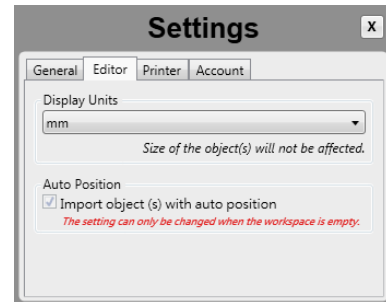 Settings
X
General Editor Printer Account
Display Units
mm
Size of the object(s) will not be affected.
Auto Position
Import object (s) with auto position
The setting can only be changed when the workspace is empty.